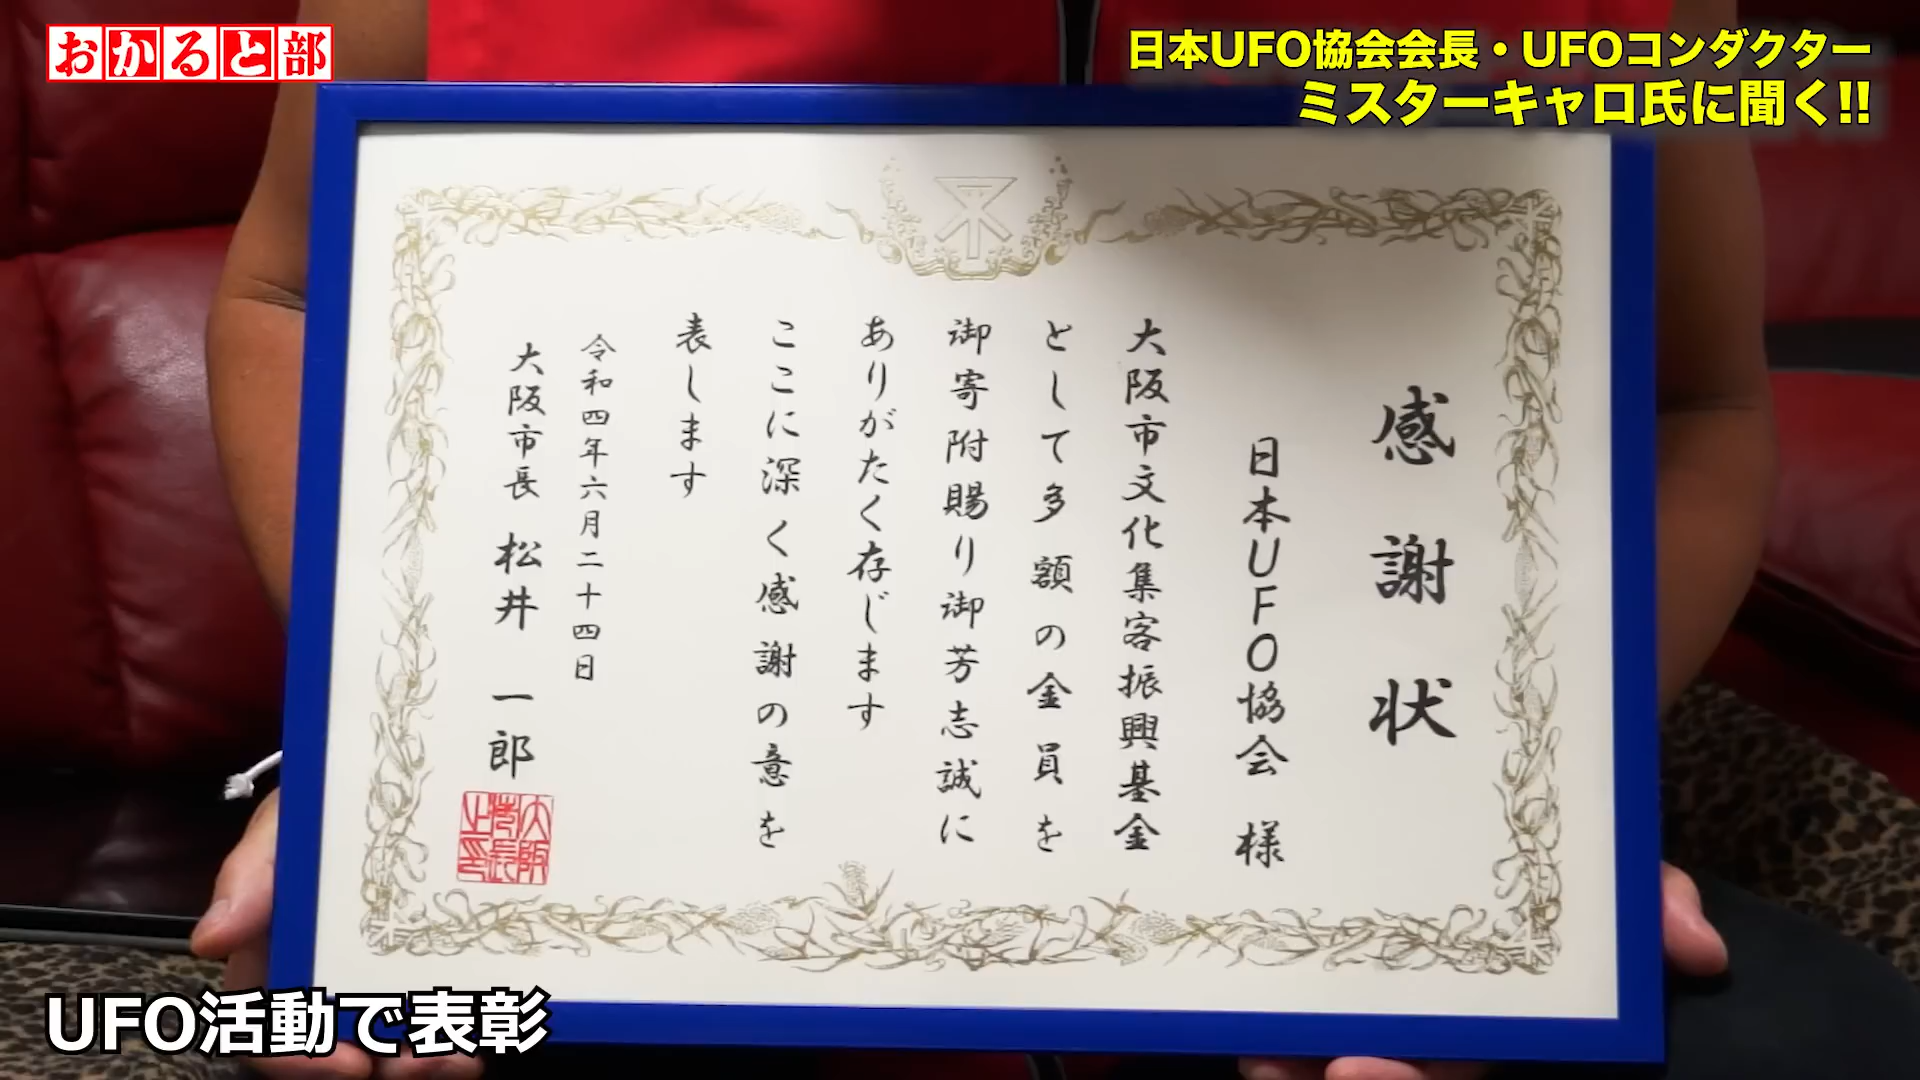 おかると部
日本UFO協会会長・UFOコンダクター
ミスターキャロ氏に聞く!!
感謝状
日本UFO協会 様
大阪市文化集客振興基金
として多額の金員を
御寄附賜り御芳志誠に
ありがたく存じます
ここに深く感謝の意を
表します
令和四年六月二十四日
大阪市長 松井 一郎
大阪市長之印
UFO活動で表彰